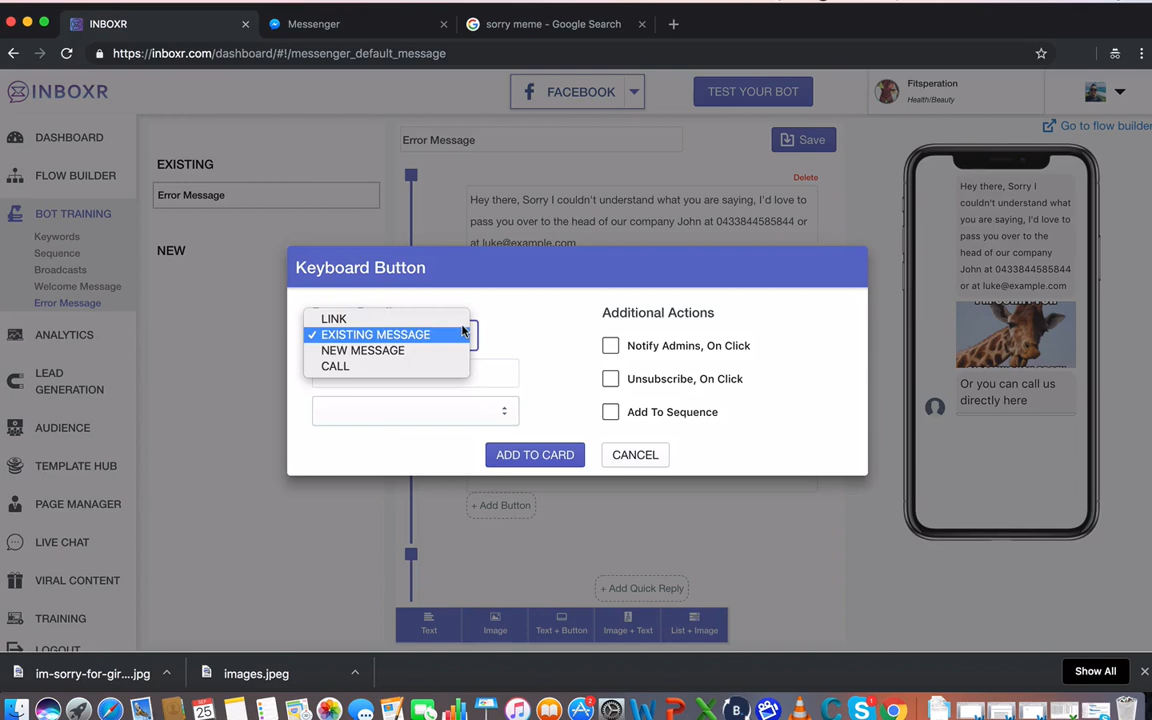 INBOXR
Messenger
sorry meme - Google Search
https://inboxr.com/dashboard/#!/messenger_default_message
INBOXR
FACEBOOK
TEST YOUR BOT
Fitsperation
Health/Beauty
Go to flow builder
DASHBOARD
FLOW BUILDER
BOT TRAINING
Keywords
Sequence
Broadcasts
Welcome Message
Error Message
ANALYTICS
LEAD
GENERATION
AUDIENCE
TEMPLATE HUB
PAGE MANAGER
LIVE CHAT
VIRAL CONTENT
TRAINING
LOGOUT
EXISTING
Error Message
NEW
Error Message
Save
Delete
Hey there, Sorry I couldn't understand what you are saying, I'd love to
pass you over to the head of our company John at 0433844585844 or
at luke@example.com
Keyboard Button
LINK
✓ EXISTING MESSAGE
NEW MESSAGE
CALL
Additional Actions
Notify Admins, On Click
Unsubscribe, On Click
Add To Sequence
ADD TO CARD
CANCEL
+ Add Button
+ Add Quick Reply
Text
Image
Text + Button
Image + Text
List + Image
Hey there, Sorry I
couldn't understand what
you are saying, I'd love to
pass you over to the
head of our company
John at 0433844585844
or at luke@example.com
Or you can call us
directly here
im-sorry-for-gir....jpg
images.jpeg
Show All
SEP
25